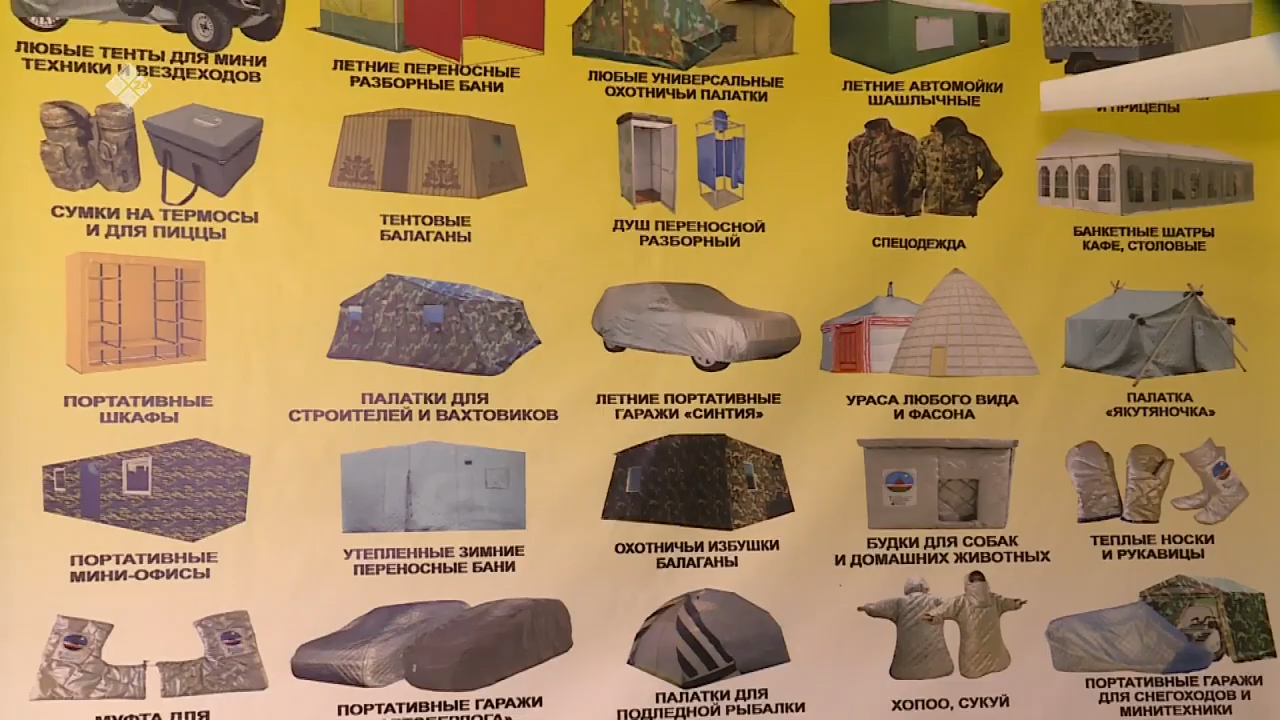 ЛЮБЫЕ ТЕНТЫ ДЛЯ МИНИ
ТЕХНИКИ И ВЕЗДЕХОДОВ
ЛЕТНИЕ ПЕРЕНОСНЫЕ
РАЗБОРНЫЕ БАНИ
ЛЮБЫЕ УНИВЕРСАЛЬНЫЕ
ОХОТНИЧЬИ ПАЛАТКИ
ЛЕТНИЕ АВТОМОЙКИ
ШАШЛЫЧНЫЕ
И ПРИЦЕПЫ
24
СУМКИ НА ТЕРМОСЫ
И ДЛЯ ПИЦЦЫ
ТЕНТОВЫЕ
БАЛАГАНЫ
ДУШ ПЕРЕНОСНОЙ
РАЗБОРНЫЙ
СПЕЦОДЕЖДА
БАНКЕТНЫЕ ШАТРЫ
КАФЕ, СТОЛОВЫЕ
ПОРТАТИВНЫЕ
ШКАФЫ
ПАЛАТКИ ДЛЯ
СТРОИТЕЛЕЙ И ВАХТОВИКОВ
ЛЕТНИЕ ПОРТАТИВНЫЕ
ГАРАЖИ «СИНТИЯ»
УРАСА ЛЮБОГО ВИДА
И ФАСОНА
ПАЛАТКА
«ЯКУТЯНОЧКА»
ПОРТАТИВНЫЕ
МИНИ-ОФИСЫ
УТЕПЛЕННЫЕ ЗИМНИЕ
ПЕРЕНОСНЫЕ БАНИ
ОХОТНИЧЬИ ИЗБУШКИ
БАЛАГАНЫ
БУДКИ ДЛЯ СОБАК
И ДОМАШНИХ ЖИВОТНЫХ
ТЕПЛЫЕ НОСКИ
И РУКАВИЦЫ
МУФТА ДЛЯ
ПОРТАТИВНЫЕ ГАРАЖИ
ПАЛАТКИ ДЛЯ
ПОДЛЕДНОЙ РЫБАЛКИ
ХОПОО, СУКУЙ
ПОРТАТИВНЫЕ ГАРАЖИ
ДЛЯ СНЕГОХОДОВ И
МИНИТЕХНИКИ